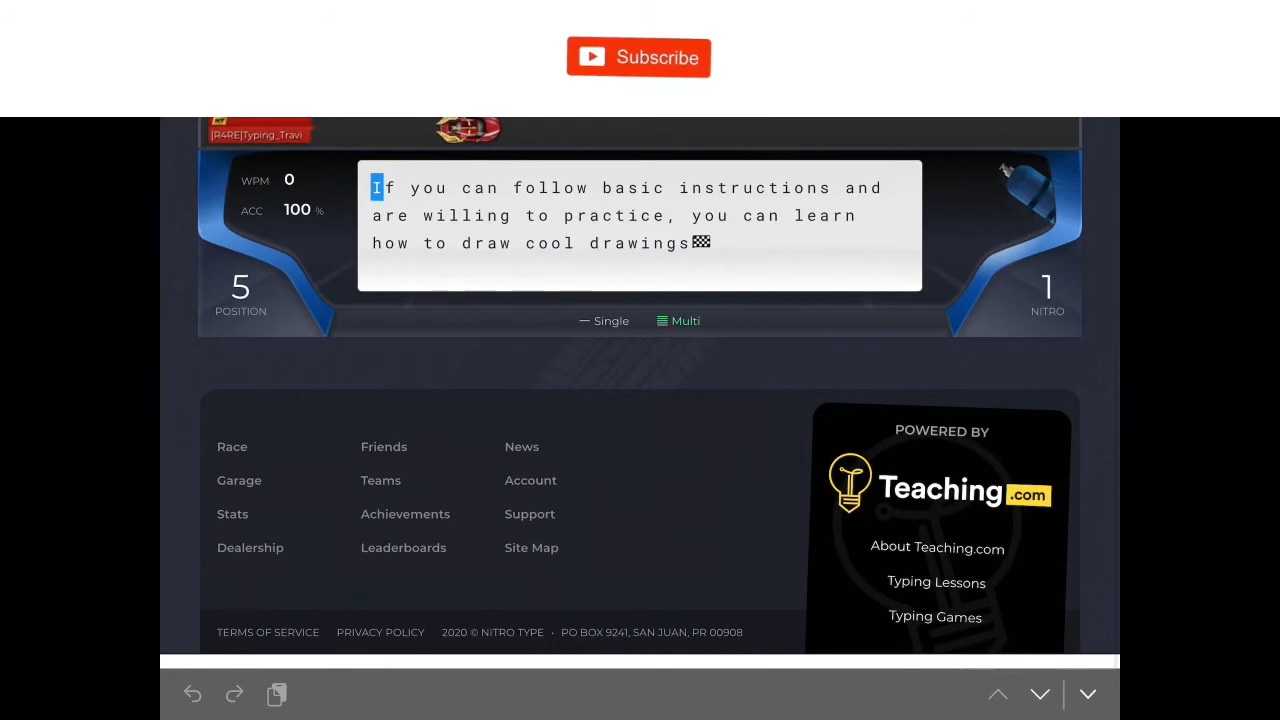 Subscribe
[R4RE]Typing_Travi
WPM 0
ACC 100 %
If you can follow basic instructions and
are willing to practice, you can learn
how to draw cool drawings
5
POSITION
1
NITRO
Single Multi
Race Friends News
Garage Teams Account
Stats Achievements Support
Dealership Leaderboards Site Map
POWERED BY
Teaching.com
About Teaching.com
Typing Lessons
Typing Games
TERMS OF SERVICE PRIVACY POLICY 2020 © NITRO TYPE · PO BOX 9241, SAN JUAN, PR 00908